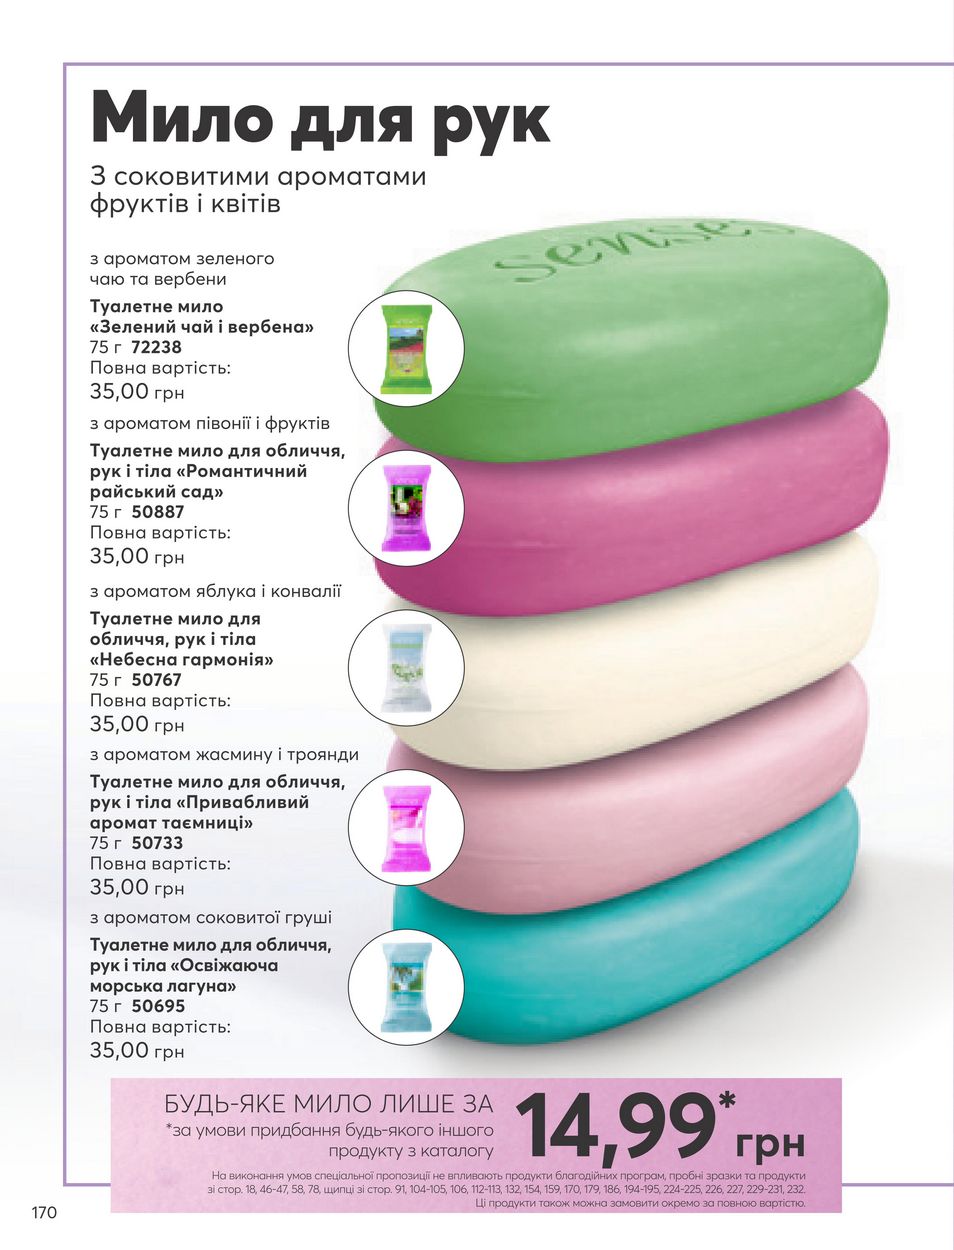 Мило для рук
З соковитими ароматами
фруктів і квітів
з ароматом зеленого
чаю та вербени
Туалетне мило
«Зелений чай і вербена»
75 г 72238
Повна вартість:
35,00 грн
з ароматом півонії і фруктів
Туалетне мило для обличчя,
рук і тіла «Романтичний
райський сад»
75 г 50887
Повна вартість:
35,00 грн
з ароматом яблука і конвалії
Туалетне мило для
обличчя, рук і тіла
«Небесна гармонія»
75 г 50767
Повна вартість:
35,00 грн
з ароматом жасмину і троянди
Туалетне мило для обличчя,
рук і тіла «Привабливий
аромат таємниці»
75 г 50733
Повна вартість:
35,00 грн
з ароматом соковитої груші
Туалетне мило для обличчя,
рук і тіла «Освіжаюча
морська лагуна»
75 г 50695
Повна вартість:
35,00 грн
senses
БУДЬ-ЯКЕ МИЛО ЛИШЕ ЗА
*за умови придбання будь-якого іншого
продукту з каталогу
14,99* грн
На виконання умов спеціальної пропозиції не впливають продукти благодійних програм, пробні зразки та продукти
зі стор. 18, 46-47, 58, 78, щипці зі стор. 91, 104-105, 106, 112-113, 132, 154, 159, 170, 179, 186, 194-195, 224-225, 226, 227, 229-231, 232.
Ці продукти також можна замовити окремо за повною вартістю.
170